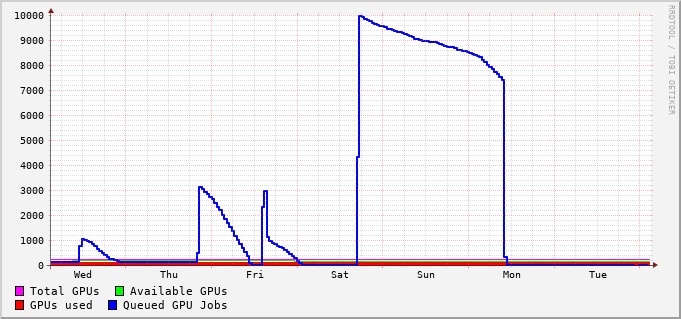 10000
9000
8000
7000
6000
5000
4000
3000
2000
1000
0
Wed Thu Fri Sat Sun Mon Tue
Total GPUs Available GPUs
GPUs used Queued GPU Jobs
RRDTOOL / TOBI OETIKER